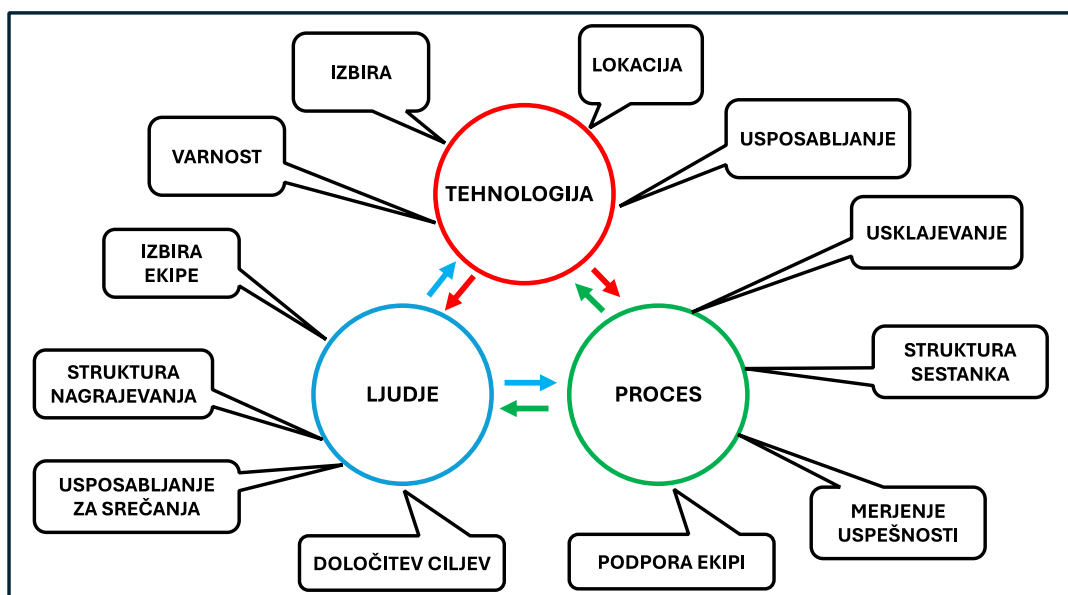 IZBIRA
LOKACIJA
VARNOST
USPOSABLJANJE
TEHNOLOGIJA
IZBIRA
EKIPE
USKLAJEVANJE
STRUKTURA
NAGRAJEVANJA
LJUDJE
PROCES
STRUKTURA
SESTANKA
USPOSABLJANJE
ZA SREČANJA
MERJENJE
USPEŠNOSTI
DOLOČITEV CILJEV
PODPORA EKIPI